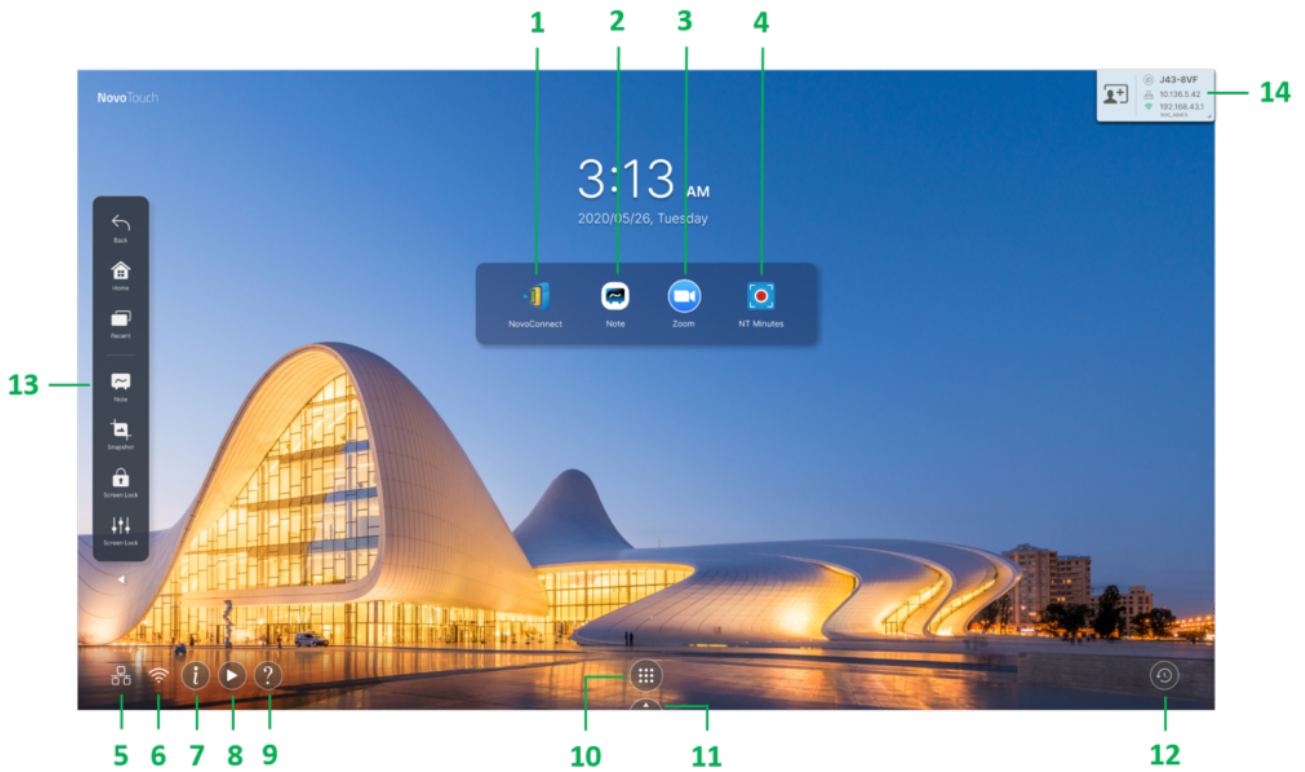 1
2
3
4
NovoTouch
J43-8VF
10.136.5.42
192.168.43.1
14
3:13 AM
2020/05/26, Tuesday
Back
Home
Recent
NovoConnect
Note
Zoom
NT Minutes
13
Note
Snapshot
Screen Lock
Screen Lock
i
?
5
6
7
8
9
10
11
12